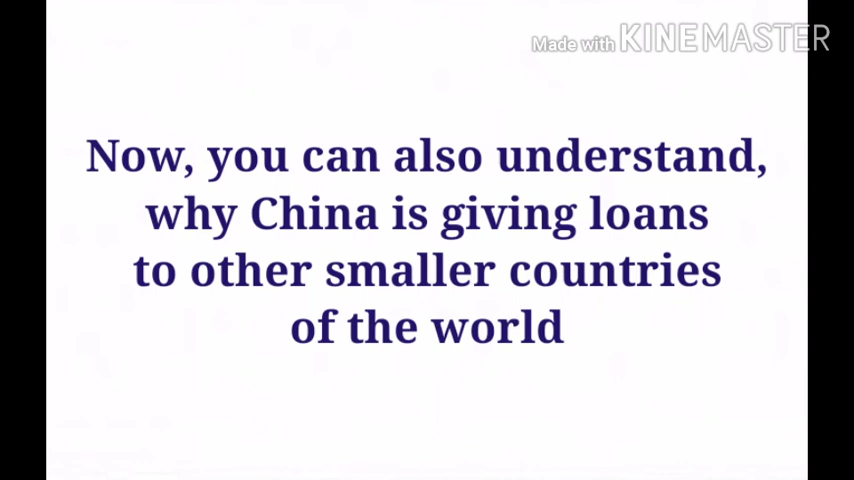 Made with KINEMASTER
Now, you can also understand,
why China is giving loans
to other smaller countries
of the world